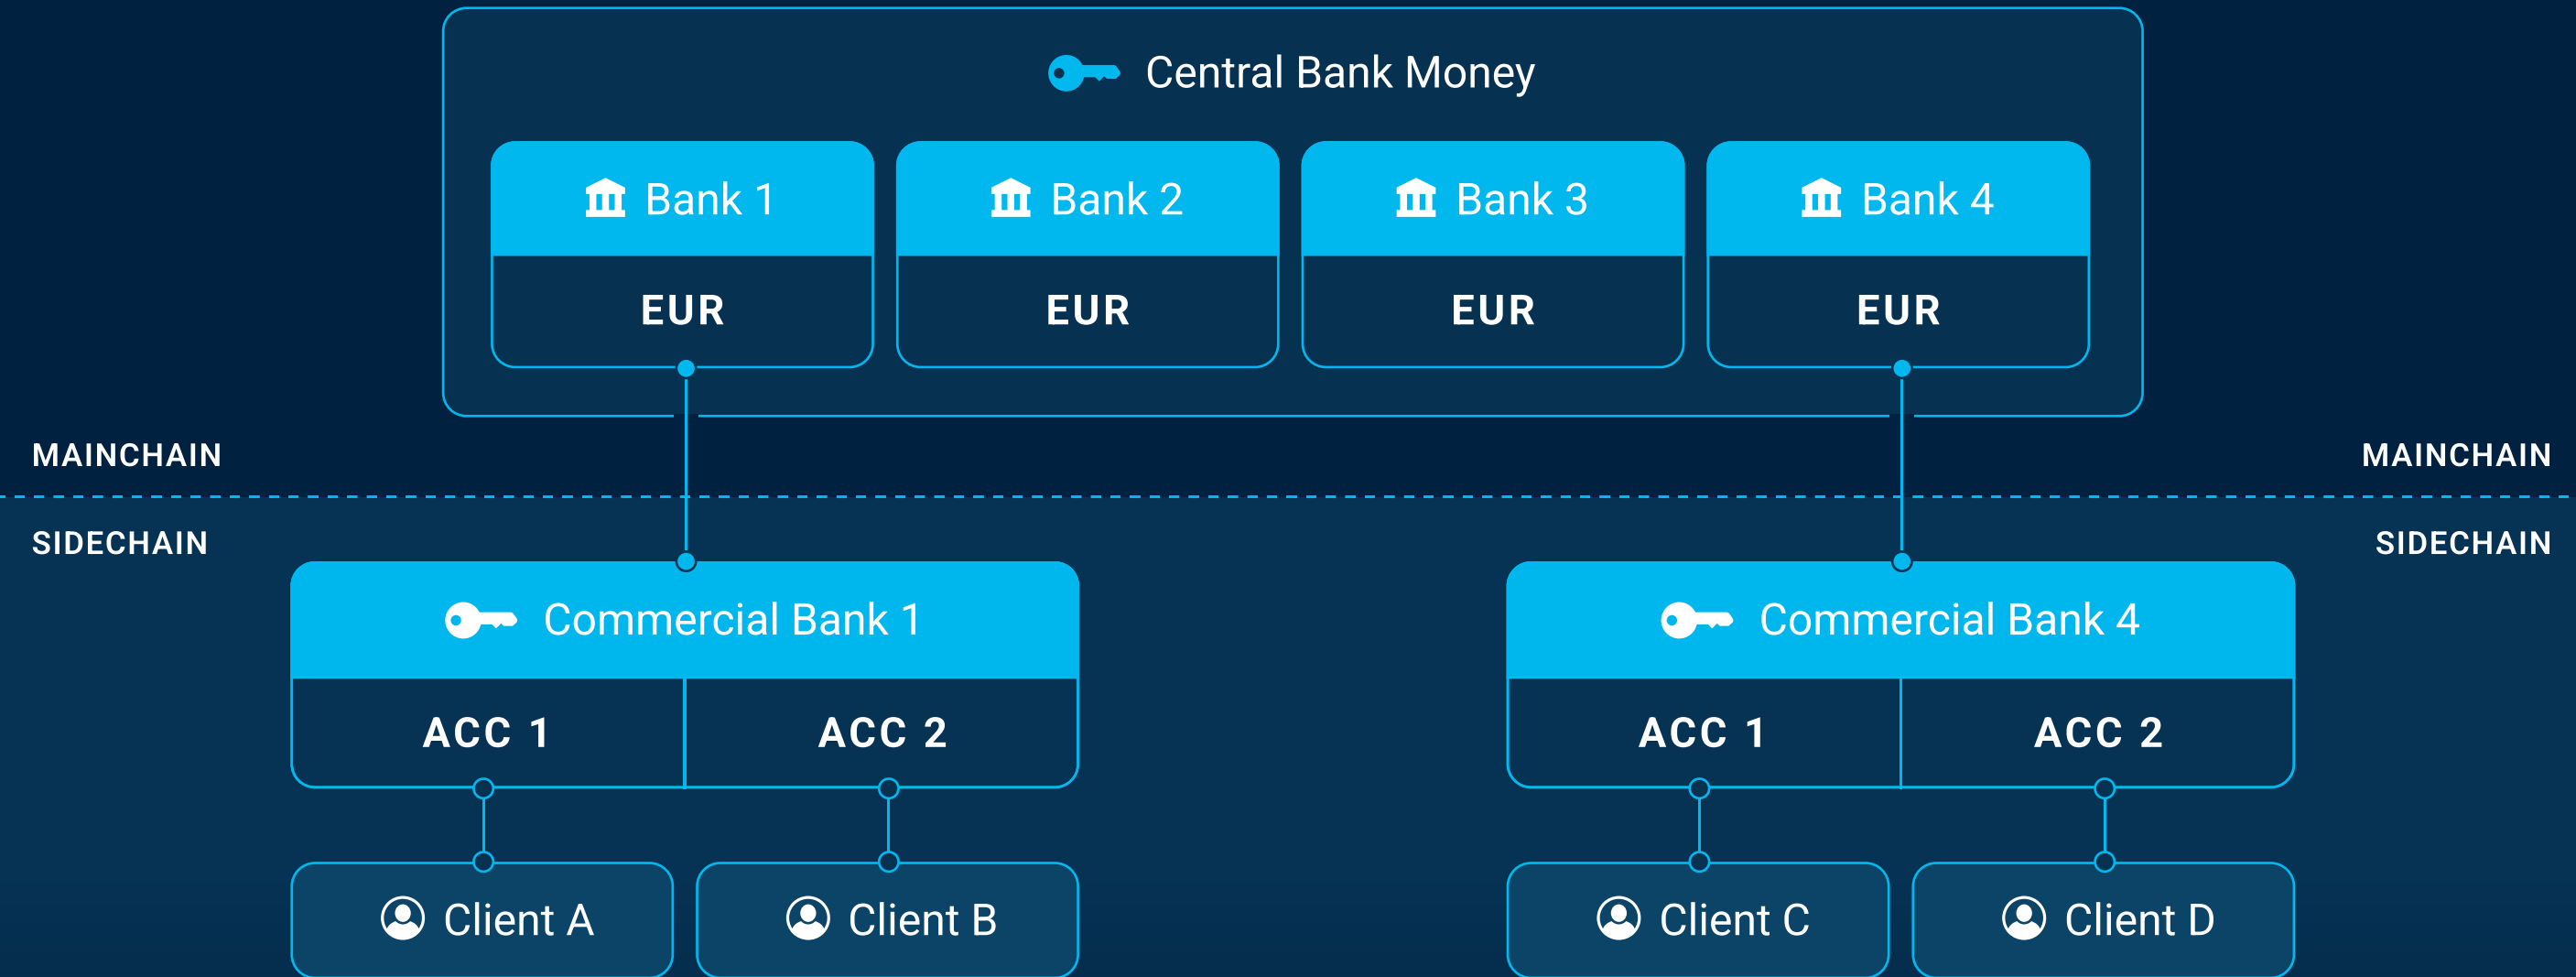 Central Bank Money
Bank 1
Bank 2
Bank 3
Bank 4
EUR
EUR
EUR
EUR
MAINCHAIN
MAINCHAIN
SIDECHAIN
SIDECHAIN
Commercial Bank 1
Commercial Bank 4
ACC 1
ACC 2
ACC 1
ACC 2
Client A
Client B
Client C
Client D